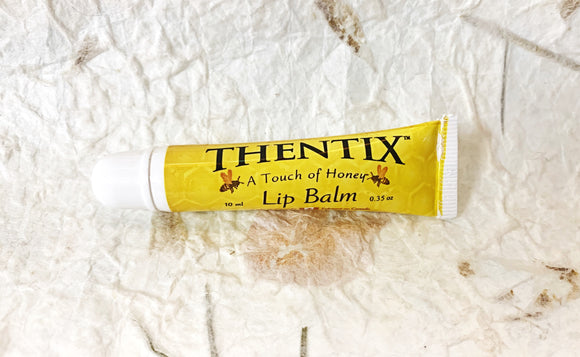 THENTIX™
A Touch of Honey
Lip Balm
10 ml
0.35 oz